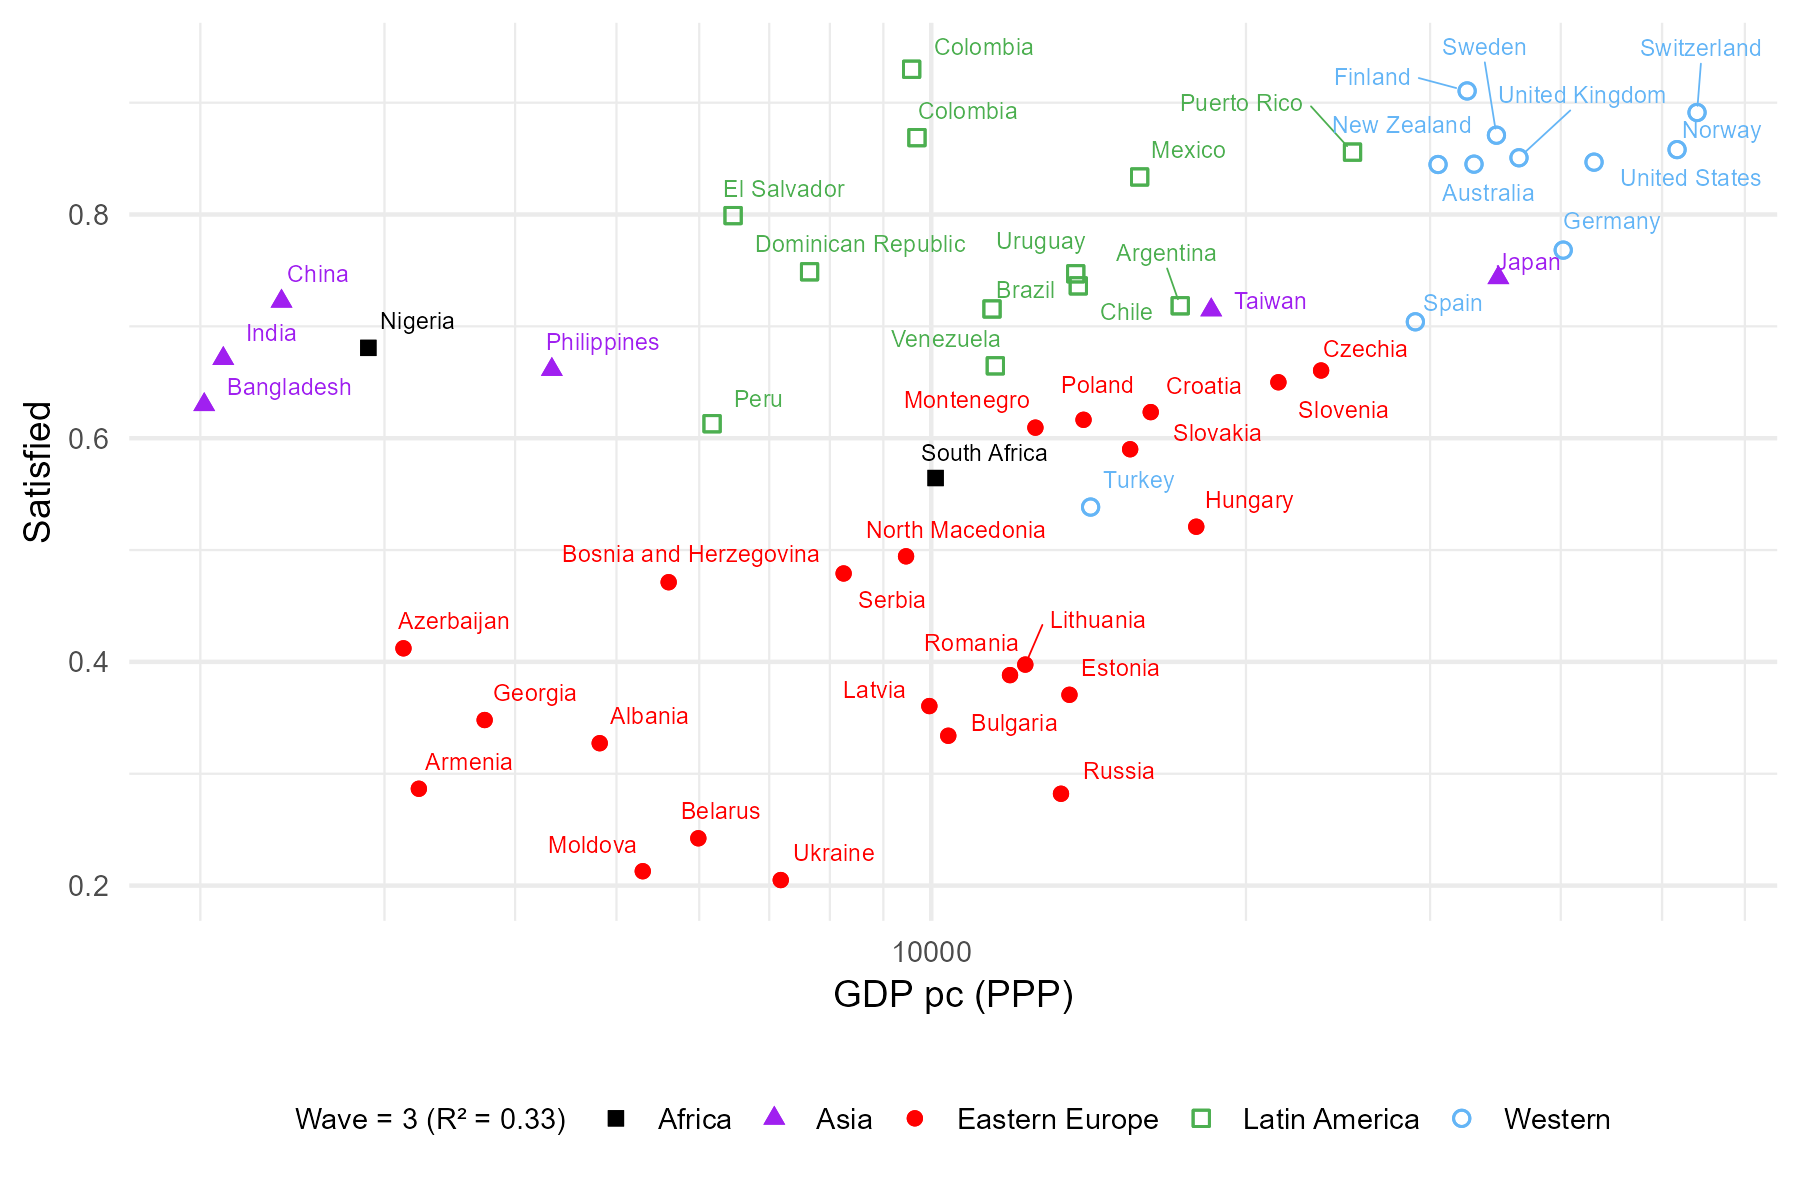 Colombia
Sweden
Switzerland
Finland
United Kingdom
Puerto Rico
Colombia
New Zealand
Norway
Mexico
United States
El Salvador
Australia
Germany
Dominican Republic
Uruguay
Argentina
Japan
China
Brazil
Taiwan
Spain
Chile
Nigeria
India
Venezuela
Philippines
Czechia
Bangladesh
Poland
Croatia
Peru
Montenegro
Slovenia
Slovakia
South Africa
Turkey
Hungary
North Macedonia
Bosnia and Herzegovina
Serbia
Azerbaijan
Lithuania
Romania
Estonia
Georgia
Latvia
Albania
Bulgaria
Armenia
Russia
Belarus
Moldova
Ukraine
0.8
0.6
0.4
0.2
Satisfied
10000
GDP pc (PPP)
Wave = 3 (R² = 0.33) Africa Asia Eastern Europe Latin America Western